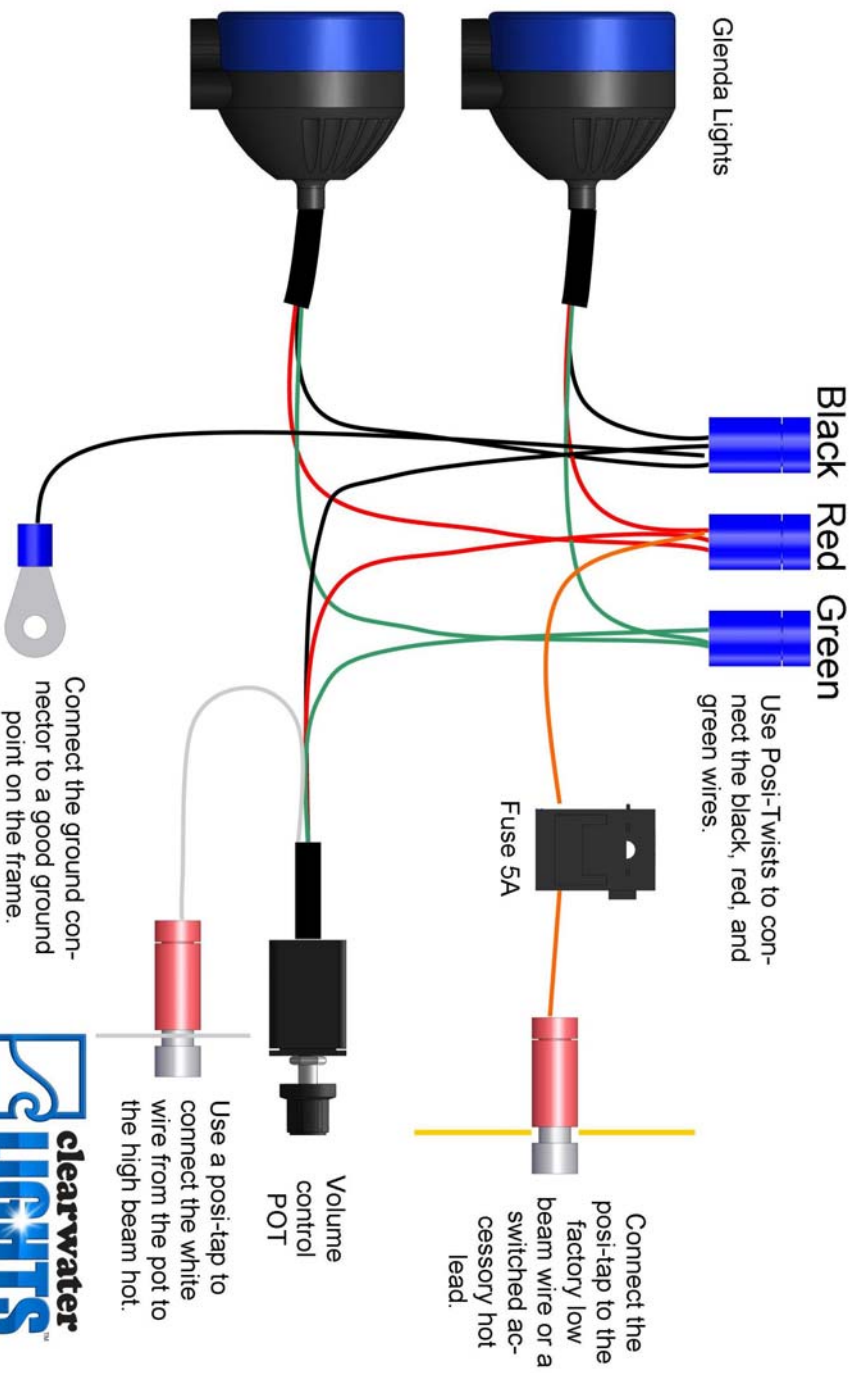 Glenda Lights
Black
Red
Green
Use Posi-Twists to con-
nect the black, red, and
green wires.
Fuse 5A
Connect the
posi-tap to the
factory low
beam wire or a
switched ac-
cessory hot
lead.
Volume
control
POT
Use a posi-tap to
connect the white
wire from the pot to
the high beam hot.
Connect the ground con-
nector to a good ground
point on the frame.
clearwater
LIGHTS™